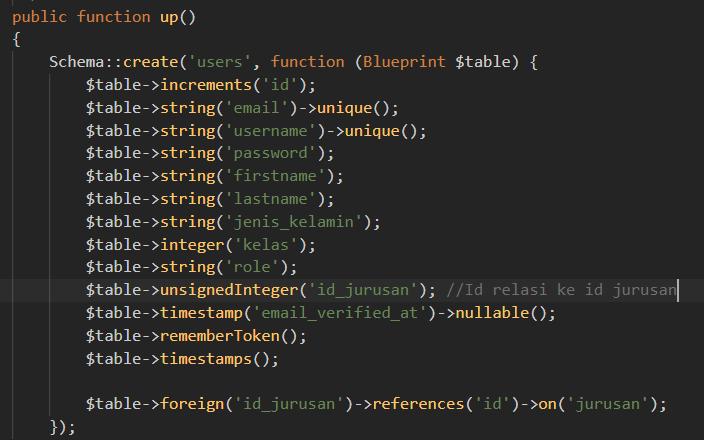 public function up()
{
    Schema::create('users', function (Blueprint $table) {
        $table->increments('id');
        $table->string('email')->unique();
        $table->string('username')->unique();
        $table->string('password');
        $table->string('firstname');
        $table->string('lastname');
        $table->string('jenis_kelamin');
        $table->integer('kelas');
        $table->string('role');
        $table->unsignedInteger('id_jurusan'); //Id relasi ke id jurusan
        $table->timestamp('email_verified_at')->nullable();
        $table->rememberToken();
        $table->timestamps();

        $table->foreign('id_jurusan')->references('id')->on('jurusan');
    });